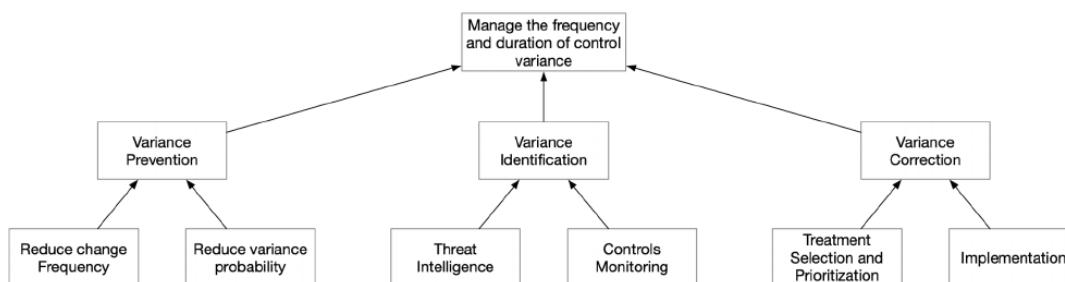 Manage the frequency
and duration of control
variance
Variance
Prevention
Variance
Identification
Variance
Correction
Reduce change
Frequency
Reduce variance
probability
Threat
Intelligence
Controls
Monitoring
Treatment
Selection and
Prioritization
Implementation